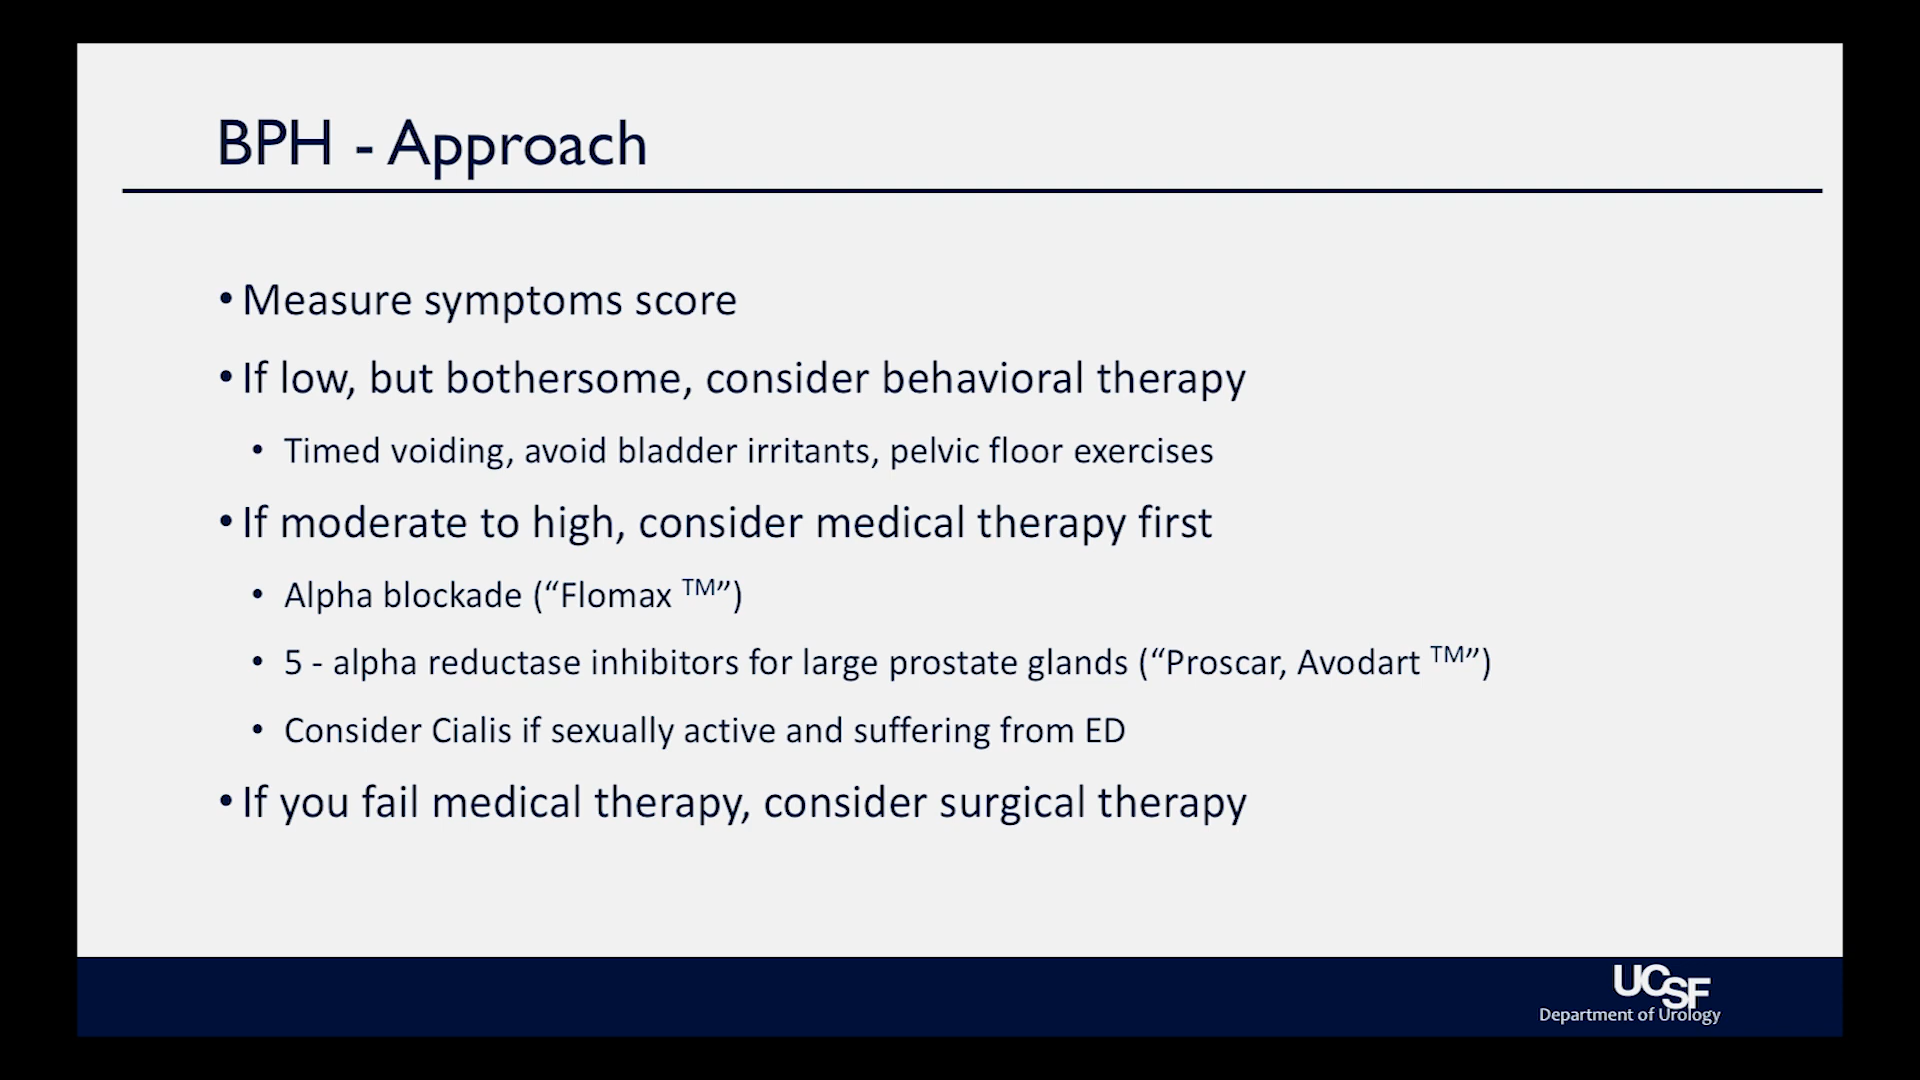 BPH - Approach
• Measure symptoms score
• If low, but bothersome, consider behavioral therapy
• Timed voiding, avoid bladder irritants, pelvic floor exercises
• If moderate to high, consider medical therapy first
• Alpha blockade (“Flomax ™”)
• 5 - alpha reductase inhibitors for large prostate glands (“Proscar, Avodart ™”)
• Consider Cialis if sexually active and suffering from ED
• If you fail medical therapy, consider surgical therapy
UCSF
Department of Urology